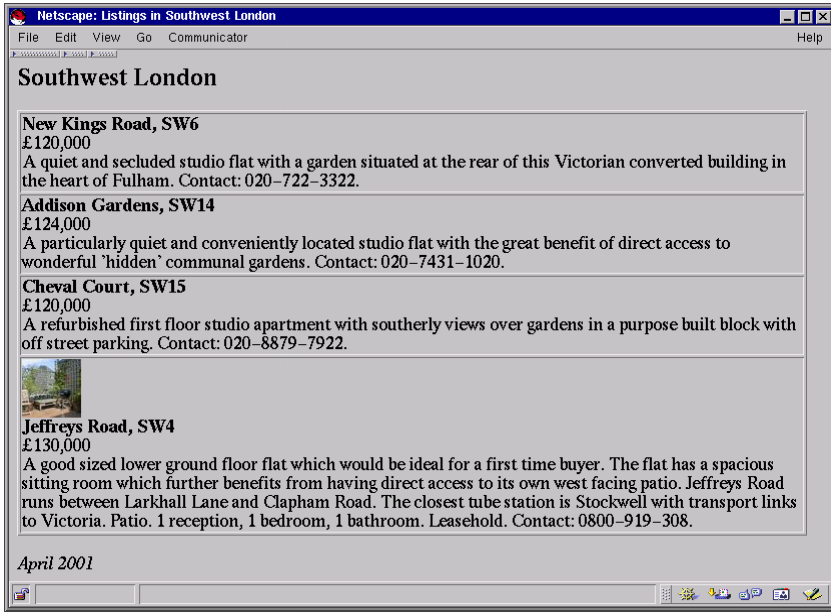 Netscape: Listings in Southwest London
File Edit View Go Communicator Help
Southwest London
New Kings Road, SW6
£120,000
A quiet and secluded studio flat with a garden situated at the rear of this Victorian converted building in
the heart of Fulham. Contact: 020-722-3322.
Addison Gardens, SW14
£124,000
A particularly quiet and conveniently located studio flat with the great benefit of direct access to
wonderful 'hidden' communal gardens. Contact: 020-7431-1020.
Cheval Court, SW15
£120,000
A refurbished first floor studio apartment with southerly views over gardens in a purpose built block with
off street parking. Contact: 020-8879-7922.
Jeffreys Road, SW4
£130,000
A good sized lower ground floor flat which would be ideal for a first time buyer. The flat has a spacious
sitting room which further benefits from having direct access to its own west facing patio. Jeffreys Road
runs between Larkhall Lane and Clapham Road. The closest tube station is Stockwell with transport links
to Victoria. Patio. 1 reception, 1 bedroom, 1 bathroom. Leasehold. Contact: 0800-919-308.
April 2001